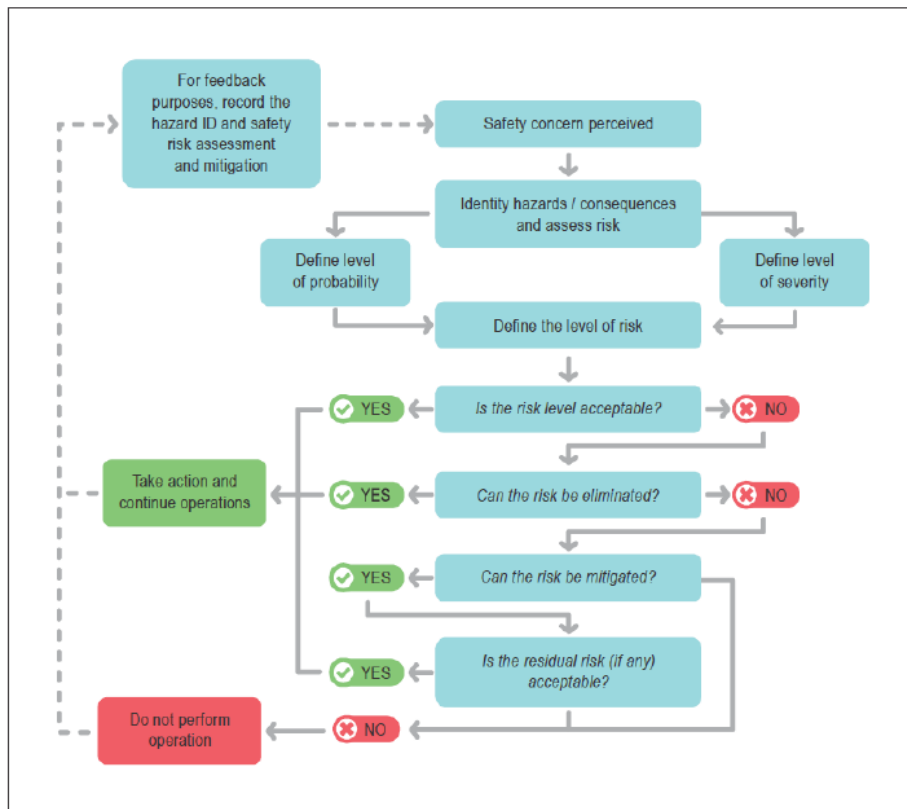 For feedback
purposes, record the
hazard ID and safety
risk assessment
and mitigation
Safety concern perceived
Identity hazards / consequences
and assess risk
Define level
of probability
Define level
of severity
Define the level of risk
YES
Is the risk level acceptable?
NO
Take action and
continue operations
YES
Can the risk be eliminated?
NO
YES
Can the risk be mitigated?
YES
Is the residual risk (if any)
acceptable?
Do not perform
operation
NO